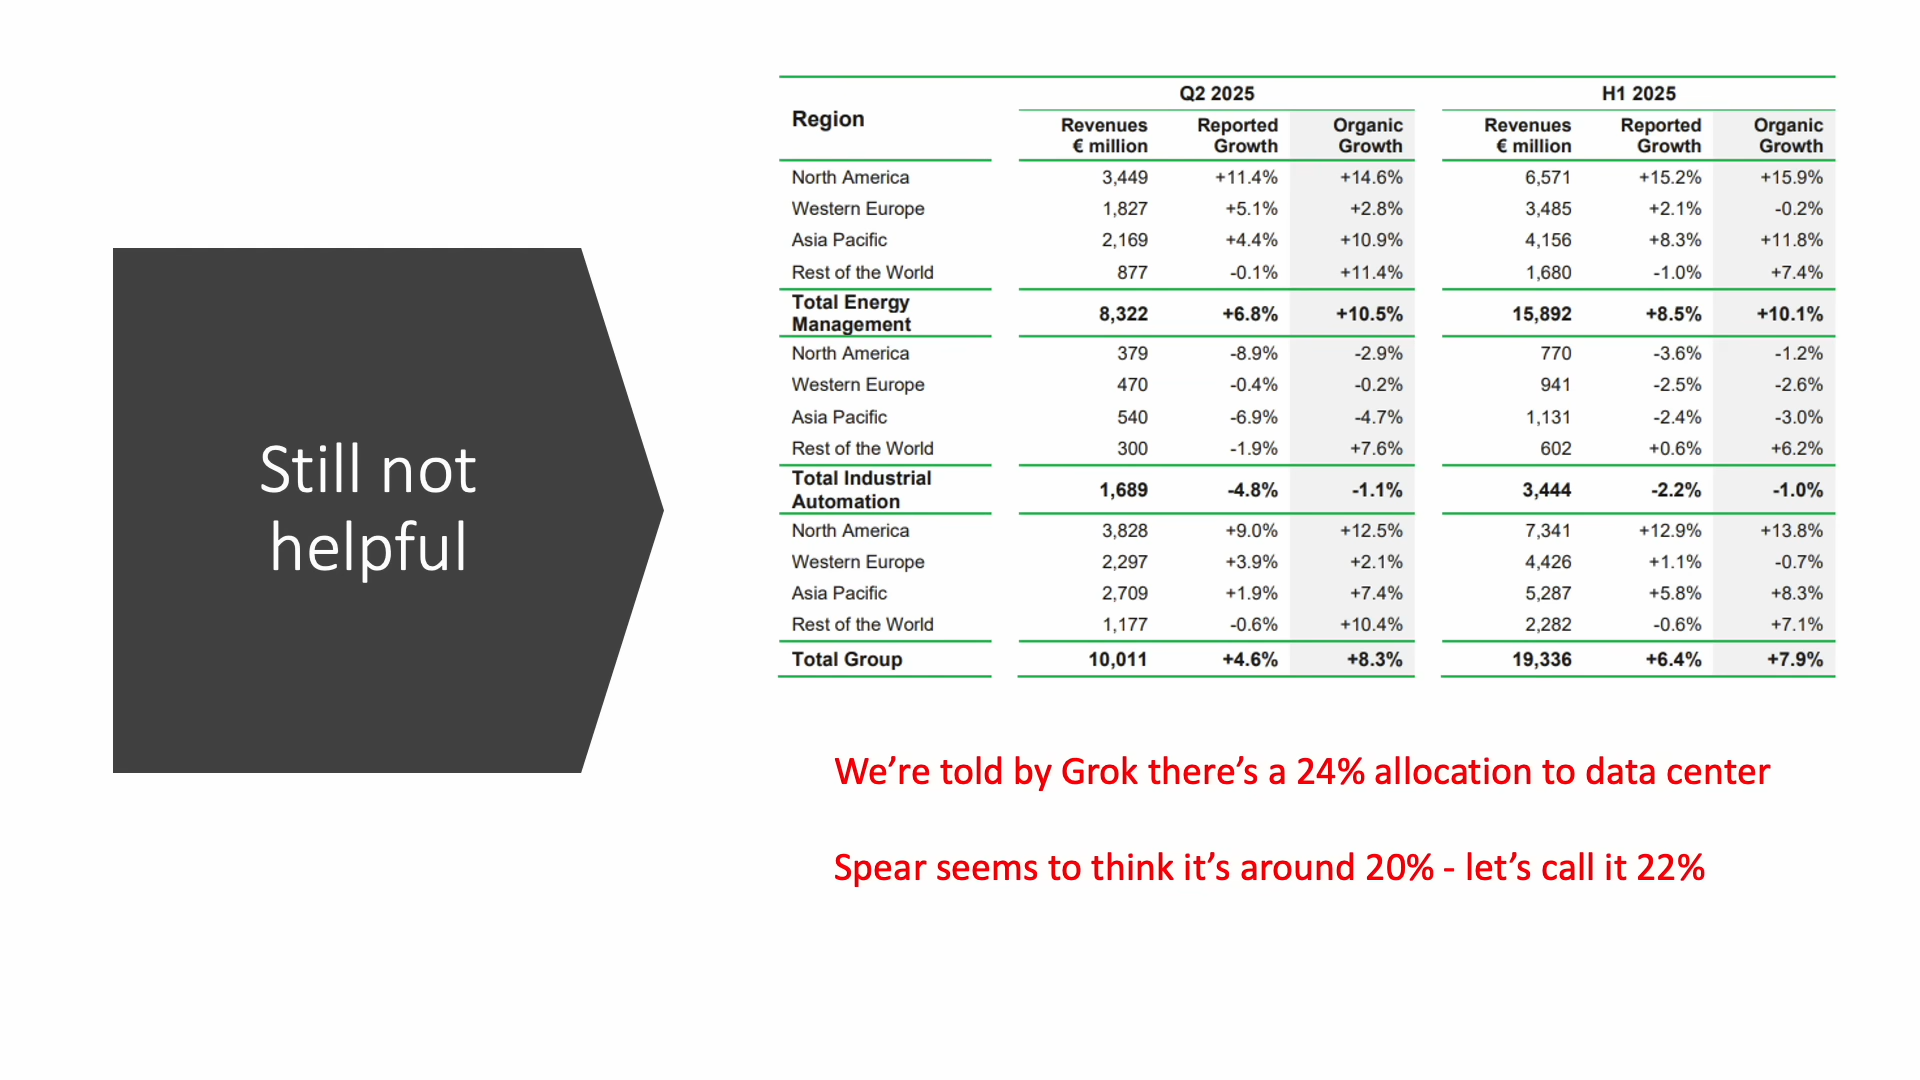 Still not
helpful
Q2 2025 H1 2025
Region
Revenues Reported Organic Revenues Reported Organic
€ million Growth Growth € million Growth Growth
North America 3,449 +11.4% +14.6% 6,571 +15.2% +15.9%
Western Europe 1,827 +5.1% +2.8% 3,485 +2.1% -0.2%
Asia Pacific 2,169 +4.4% +10.9% 4,156 +8.3% +11.8%
Rest of the World 877 -0.1% +11.4% 1,680 -1.0% +7.4%
Total Energy
Management 8,322 +6.8% +10.5% 15,892 +8.5% +10.1%
North America 379 -8.9% -2.9% 770 -3.6% -1.2%
Western Europe 470 -0.4% -0.2% 941 -2.5% -2.6%
Asia Pacific 540 -6.9% -4.7% 1,131 -2.4% -3.0%
Rest of the World 300 -1.9% +7.6% 602 +0.6% +6.2%
Total Industrial
Automation 1,689 -4.8% -1.1% 3,444 -2.2% -1.0%
North America 3,828 +9.0% +12.5% 7,341 +12.9% +13.8%
Western Europe 2,297 +3.9% +2.1% 4,426 +1.1% -0.7%
Asia Pacific 2,709 +1.9% +7.4% 5,287 +5.8% +8.3%
Rest of the World 1,177 -0.6% +10.4% 2,282 -0.6% +7.1%
Total Group 10,011 +4.6% +8.3% 19,336 +6.4% +7.9%
We’re told by Grok there’s a 24% allocation to data center
Spear seems to think it’s around 20% - let’s call it 22%